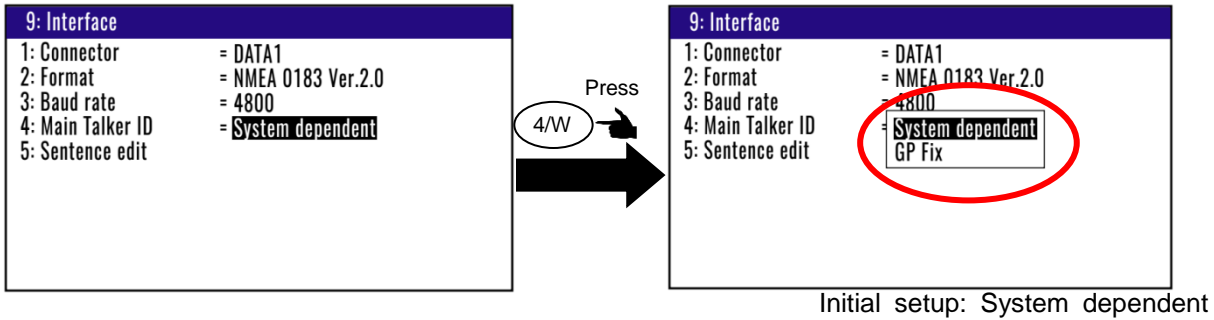 9: Interface
1: Connector = DATA1
2: Format = NMEA 0183 Ver.2.0
3: Baud rate = 4800
4: Main Talker ID = System dependent
5: Sentence edit
Press
4/W
9: Interface
1: Connector = DATA1
2: Format = NMEA 0183 Ver.2.0
3: Baud rate = 4800
4: Main Talker ID = System dependent
5: Sentence edit GP Fix
Initial setup: System dependent